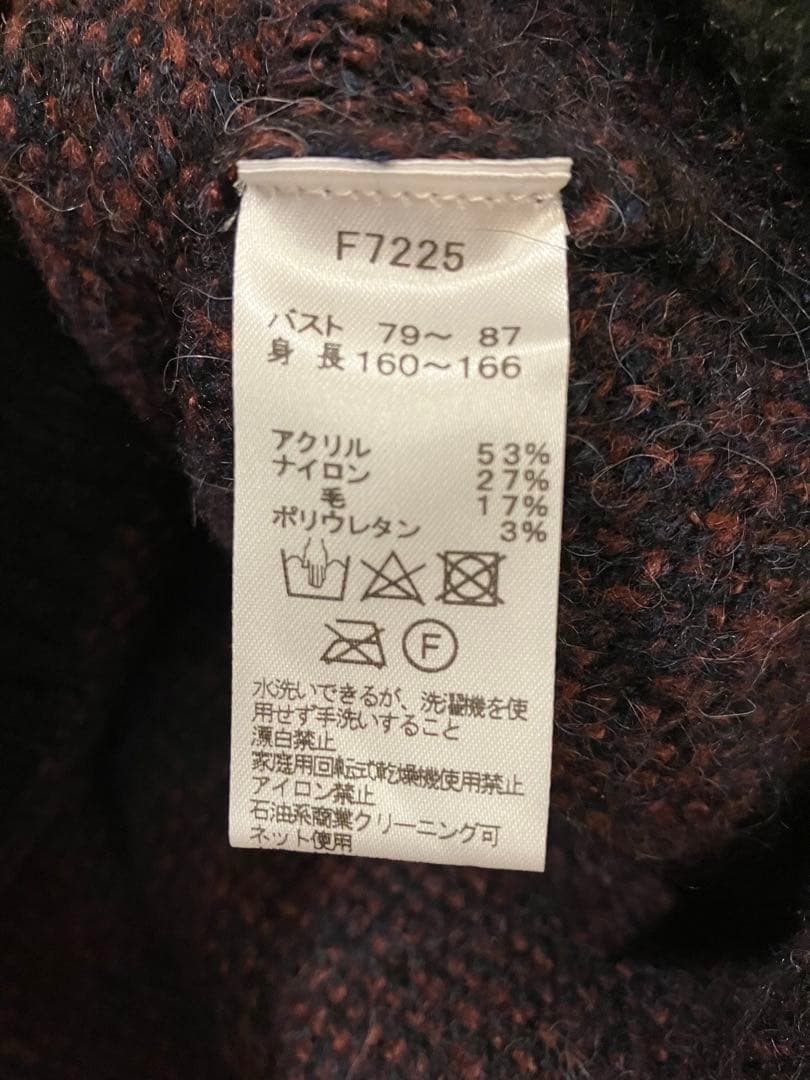 F7225
バスト 79～ 87
身 長 160～166
アクリル 53%
ナイロン 27%
毛 17%
ポリウレタン 3%
F
水洗いできるが、洗濯機を使
用せず手洗いすること
漂白禁止
家庭用回転式乾燥機使用禁止
アイロン禁止
石油系商業クリーニング可
ネット使用